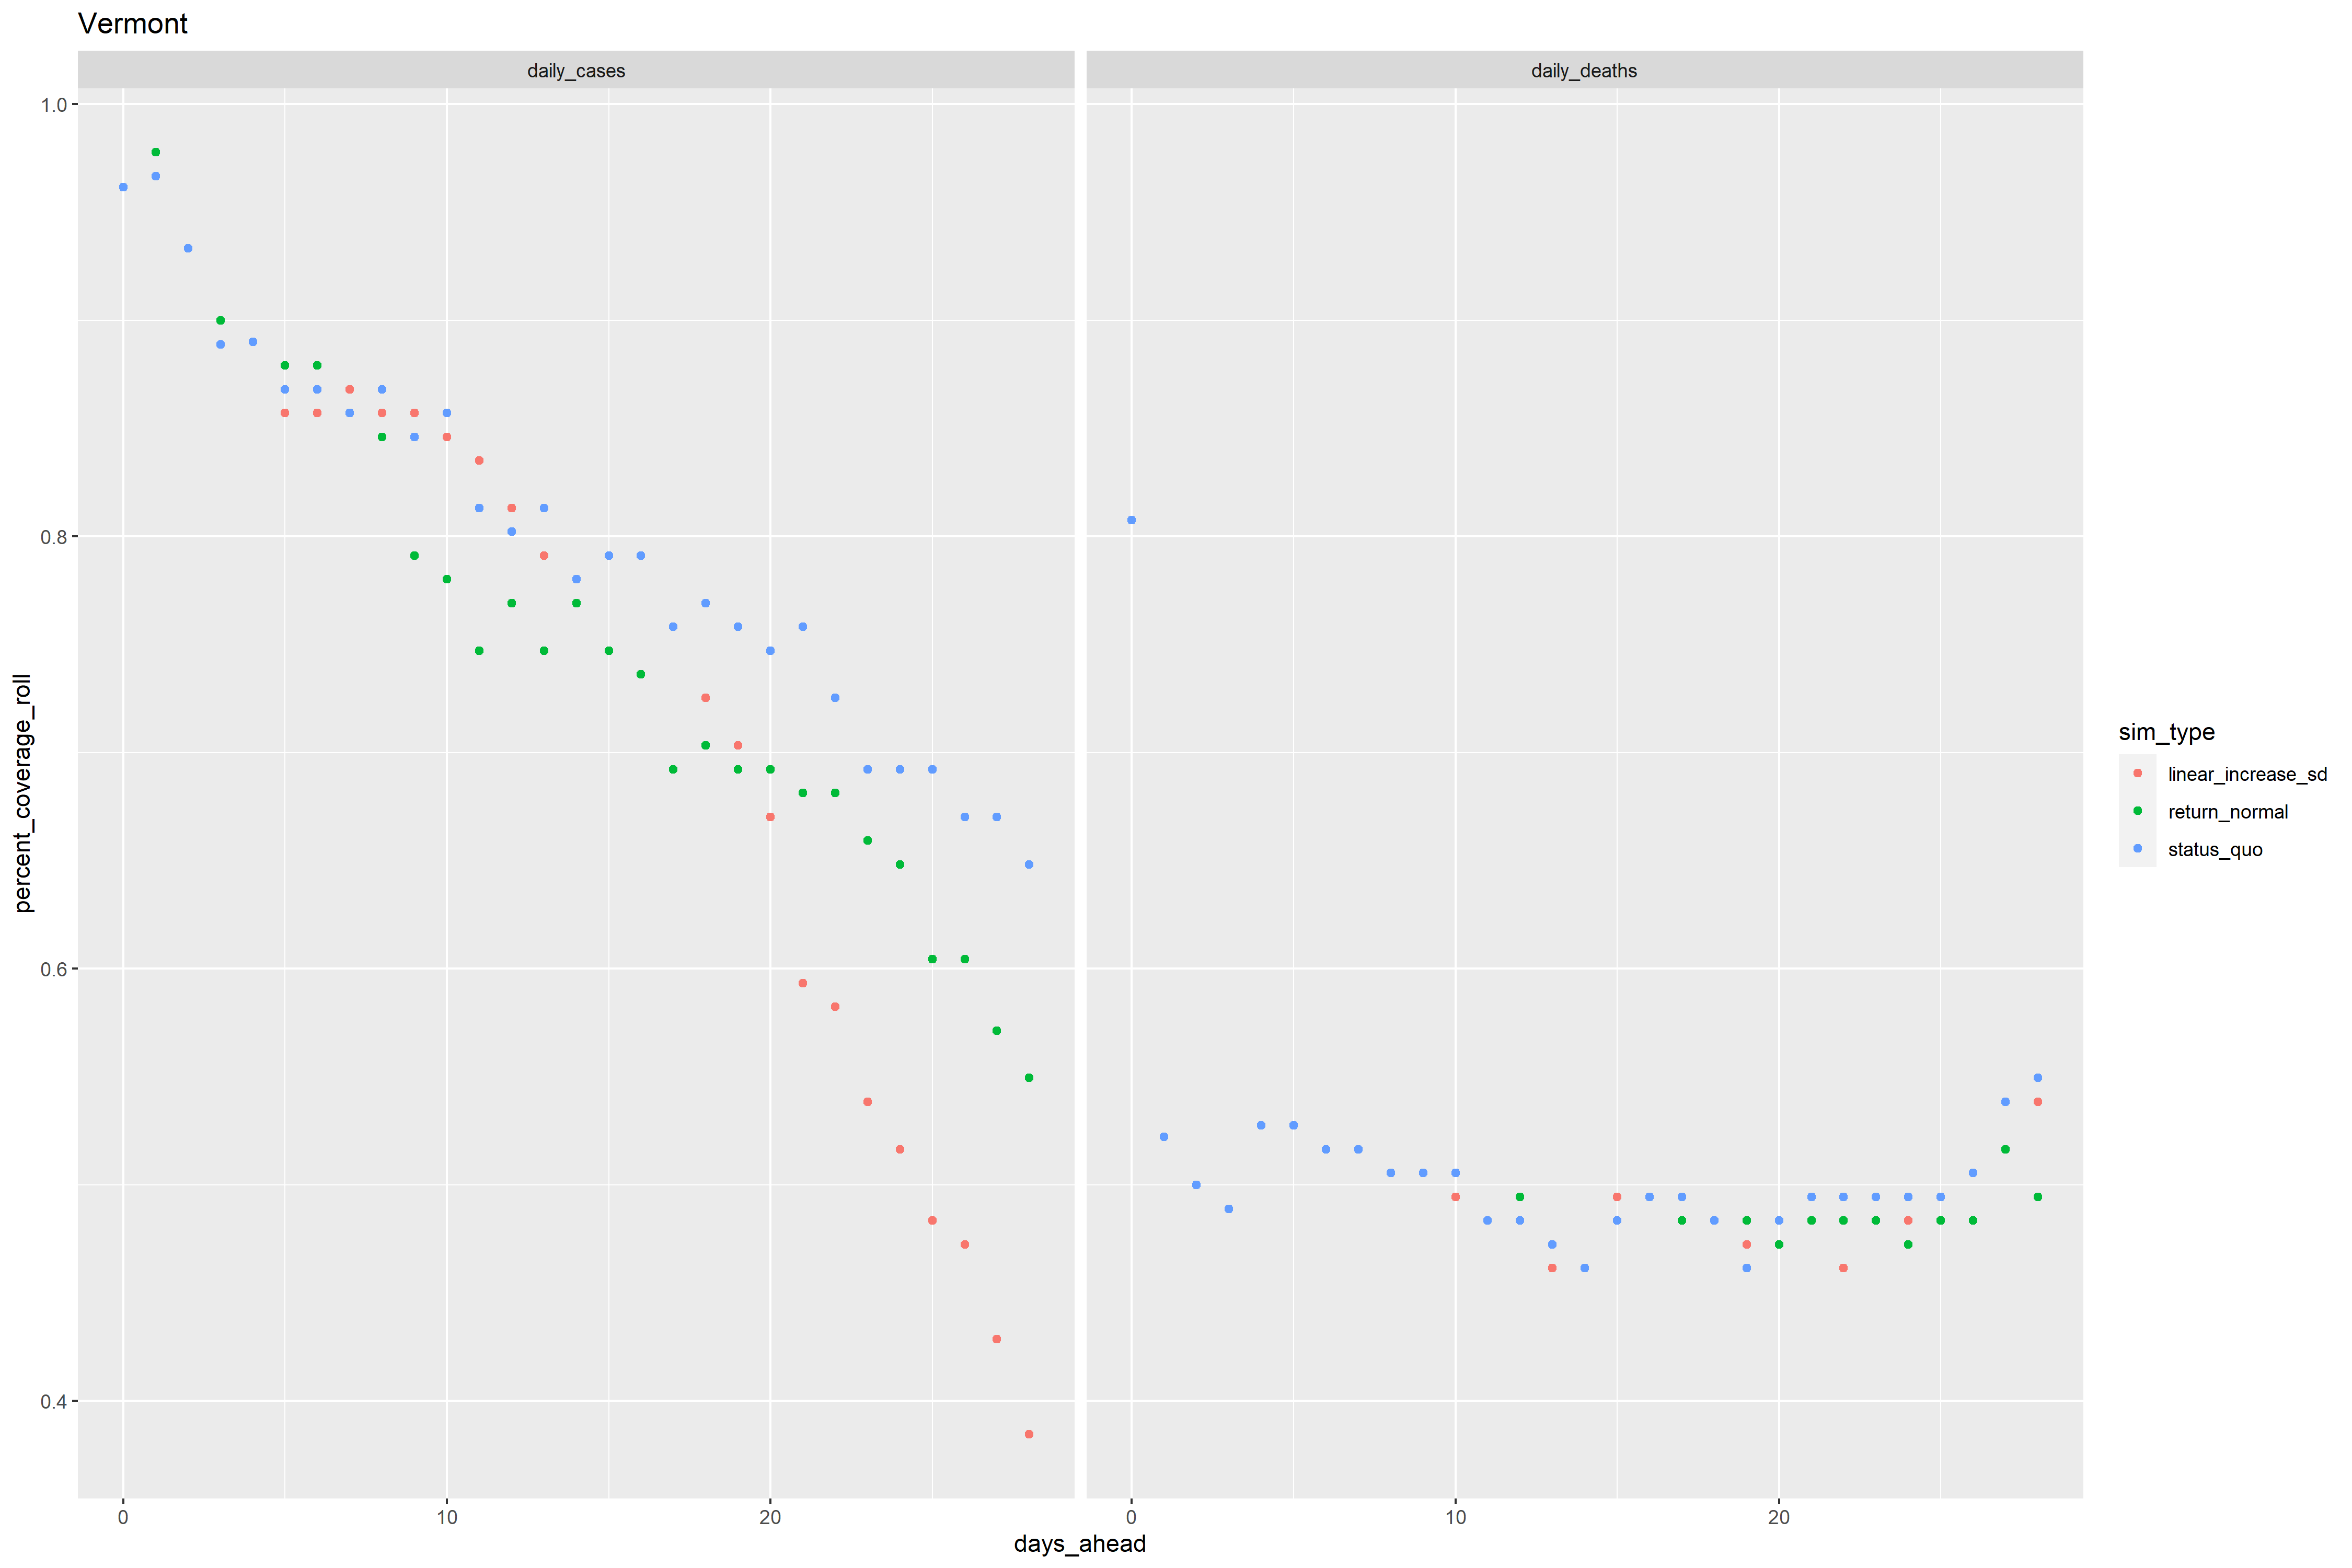 Vermont
daily_cases
daily_deaths
1.0
0.8
0.6
0.4
percent_coverage_roll
0 10 20
0 10 20
days_ahead
sim_type
linear_increase_sd
return_normal
status_quo